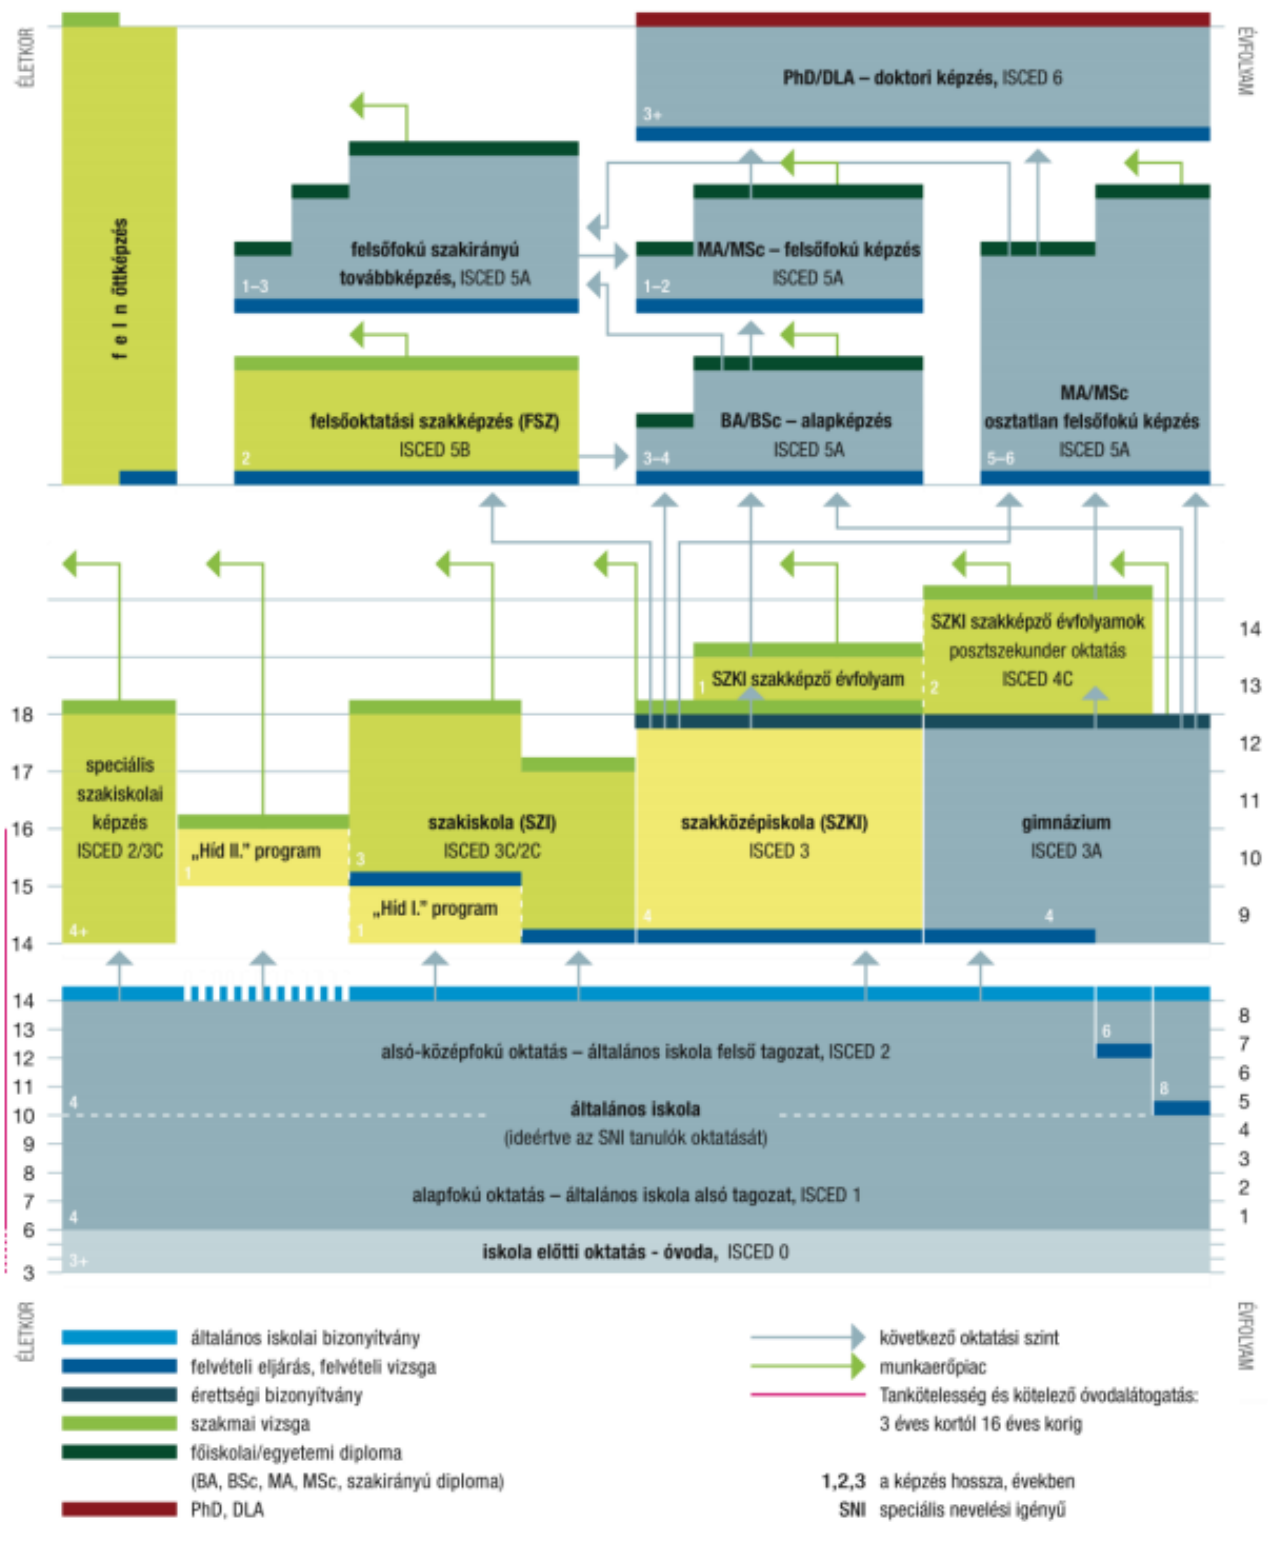 ÉLETKOR
ÉVFOLYAM
PhD/DLA – doktori képzés, ISCED 6
3+
f e l n őttképzés
felsőfokú szakirányú
továbbképzés, ISCED 5A
1–3
MA/MSc – felsőfokú képzés
ISCED 5A
1–2
felsőoktatási szakképzés (FSZ)
ISCED 5B
2
BA/BSc – alapképzés
ISCED 5A
3–4
MA/MSc
osztatlan felsőfokú képzés
ISCED 5A
5–6
SZKI szakképző évfolyamok
posztszekunder oktatás
ISCED 4C
2
SZKI szakképző évfolyam
1
14
13
12
11
10
9
18
17
16
15
14
speciális
szakiskolai
képzés
ISCED 2/3C
4+
„Híd II.” program
1
szakiskola (SZI)
ISCED 3C/2C
3
„Híd I.” program
1
szakközépiskola (SZKI)
ISCED 3
4
gimnázium
ISCED 3A
4
14
13
12
11
10
9
8
7
6
3
8
7
6
5
4
3
2
1
6
8
alsó-középfokú oktatás – általános iskola felső tagozat, ISCED 2
4
általános iskola
(ideértve az SNI tanulók oktatását)
alapfokú oktatás – általános iskola alsó tagozat, ISCED 1
4
iskola előtti oktatás - óvoda, ISCED 0
3+
ÉLETKOR
ÉVFOLYAM
általános iskolai bizonyítvány
felvételi eljárás, felvételi vizsga
érettségi bizonyítvány
szakmai vizsga
főiskolai/egyetemi diploma
(BA, BSc, MA, MSc, szakirányú diploma)
PhD, DLA
következő oktatási szint
munkaerőpiac
Tankötelesség és kötelező óvodalátogatás:
3 éves kortól 16 éves korig
1,2,3 a képzés hossza, években
SNI speciális nevelési igényű